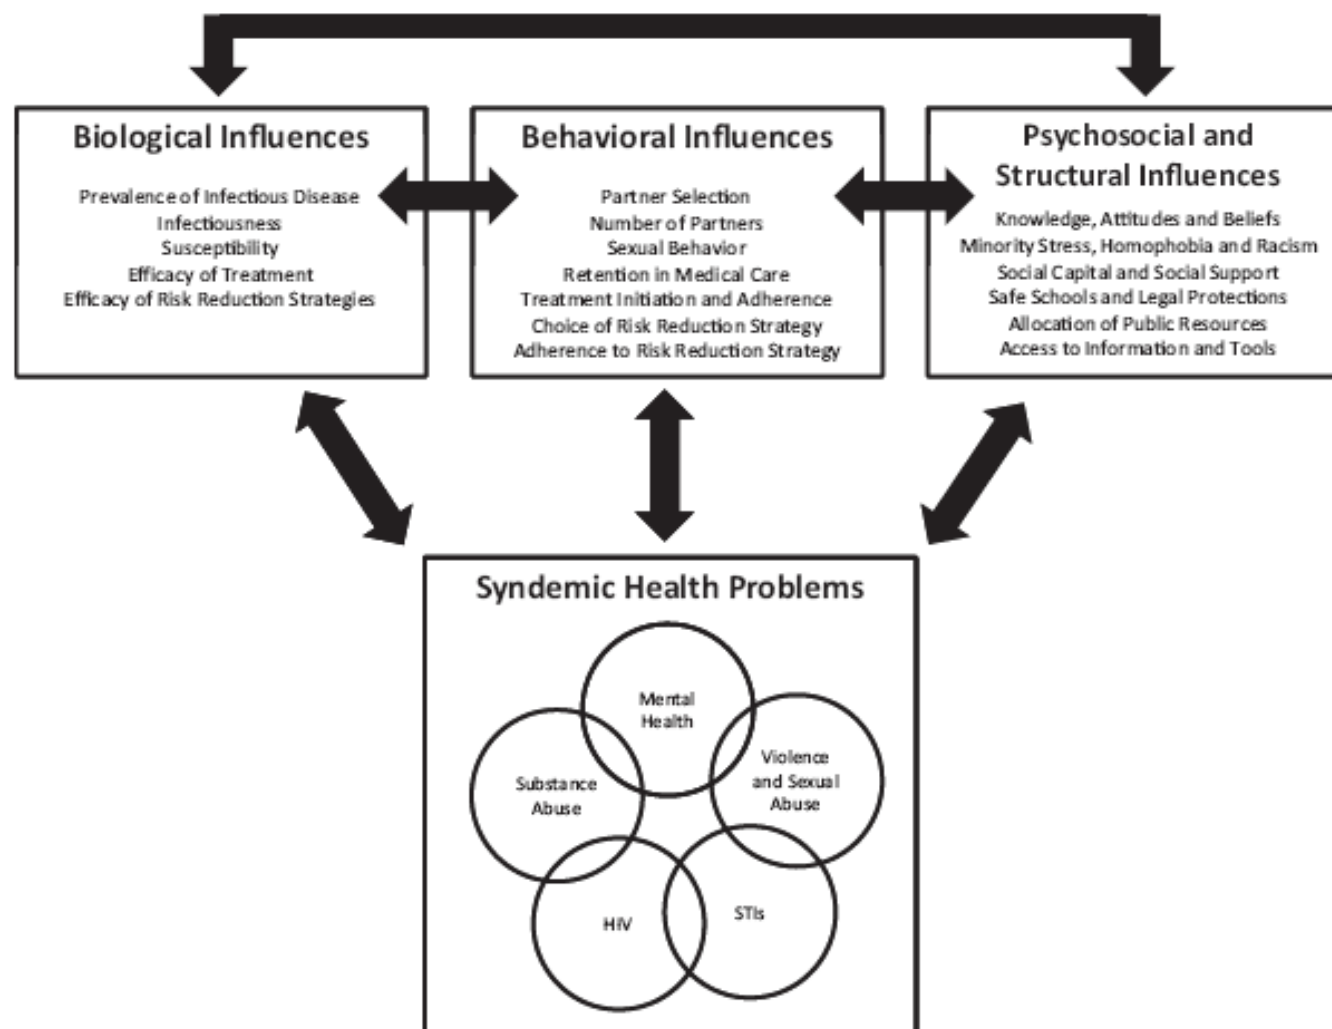 Biological Influences
Prevalence of Infectious Disease
Infectiousness
Susceptibility
Efficacy of Treatment
Efficacy of Risk Reduction Strategies
Behavioral Influences
Partner Selection
Number of Partners
Sexual Behavior
Retention in Medical Care
Treatment Initiation and Adherence
Choice of Risk Reduction Strategy
Adherence to Risk Reduction Strategy
Psychosocial and
Structural Influences
Knowledge, Attitudes and Beliefs
Minority Stress, Homophobia and Racism
Social Capital and Social Support
Safe Schools and Legal Protections
Allocation of Public Resources
Access to Information and Tools
Syndemic Health Problems
Mental
Health
Violence
and Sexual
Abuse
Substance
Abuse
HIV
STIs